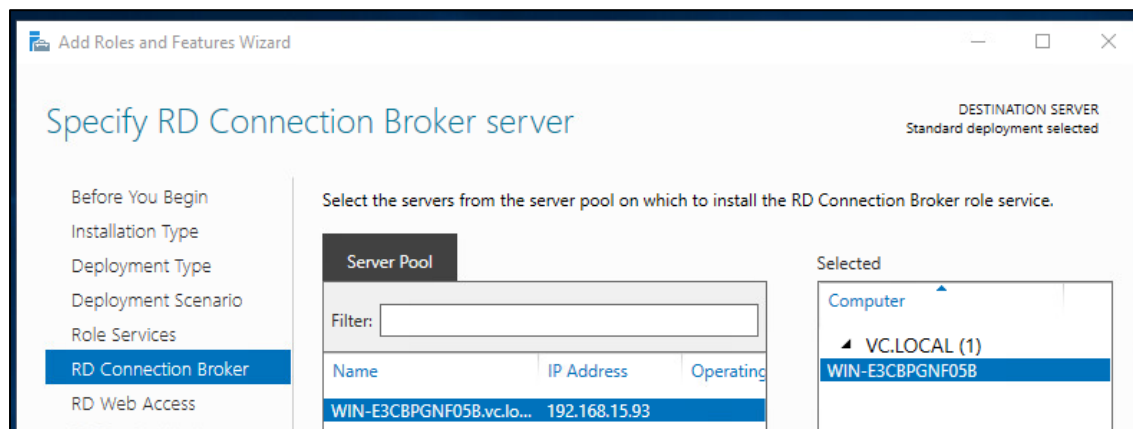 Add Roles and Features Wizard
Specify RD Connection Broker server
DESTINATION SERVER
Standard deployment selected
Before You Begin
Installation Type
Deployment Type
Deployment Scenario
Role Services
RD Connection Broker
RD Web Access
Select the servers from the server pool on which to install the RD Connection Broker role service.
Server Pool
Filter:
Name IP Address Operating
WIN-E3CBPGNF05B.vc.lo... 192.168.15.93
Selected
Computer
VC.LOCAL (1)
WIN-E3CBPGNF05B